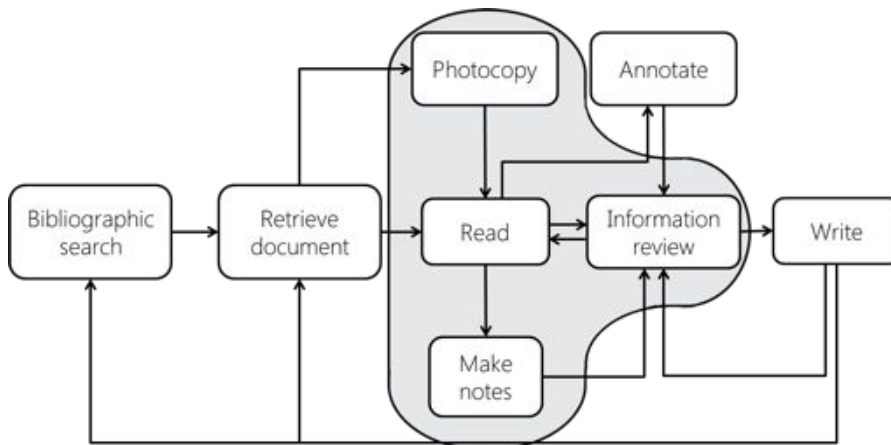 Photocopy
Annotate
Bibliographic
search
Retrieve
document
Read
Information
review
Write
Make
notes